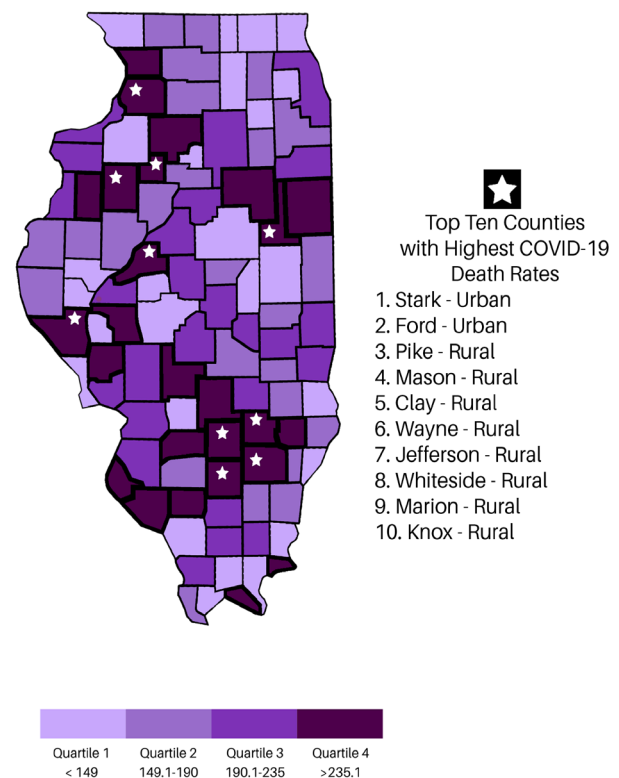 Top Ten Counties
with Highest COVID-19
Death Rates
1. Stark - Urban
2. Ford - Urban
3. Pike - Rural
4. Mason - Rural
5. Clay - Rural
6. Wayne - Rural
7. Jefferson - Rural
8. Whiteside - Rural
9. Marion - Rural
10. Knox - Rural
Quartile 1 Quartile 2 Quartile 3 Quartile 4
< 149 149.1-190 190.1-235 >235.1